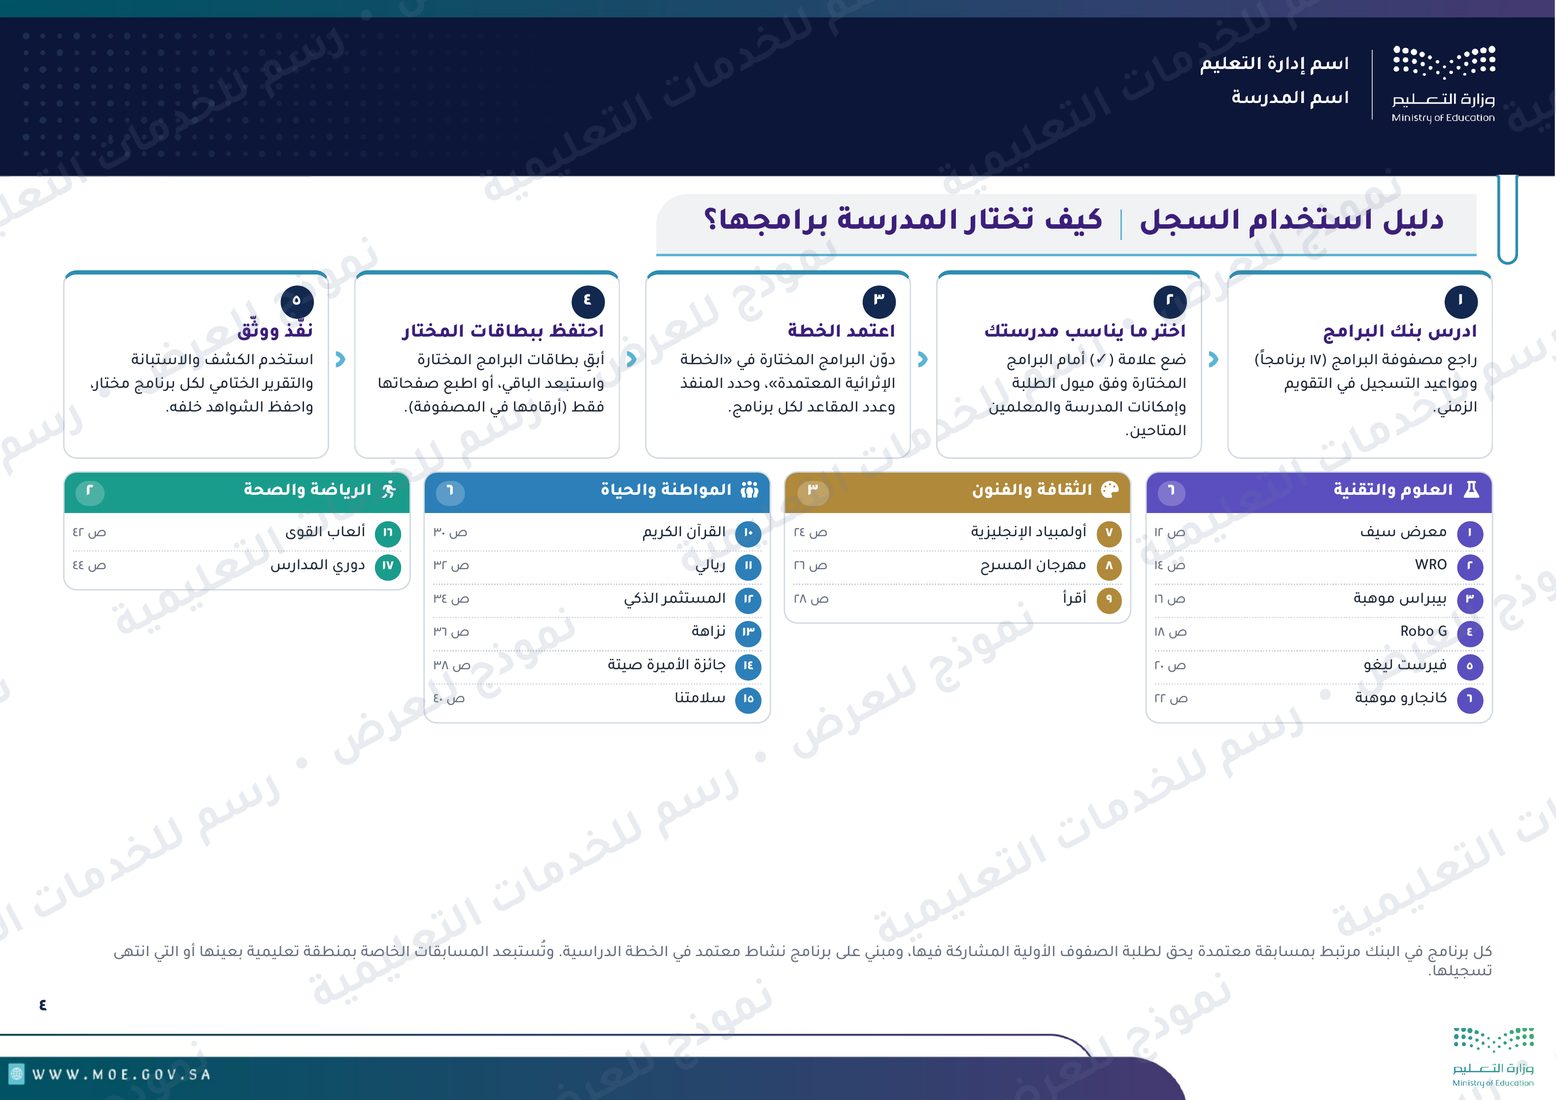 اسم إدارة التعليم
اسم المدرسة
وزارة التعليم
Ministry of Education
دليل استخدام السجل | كيف تختار المدرسة برامجها؟
١
ادرس بنك البرامج
راجع مصفوفة البرامج (١٧ برنامجاً)
ومواعيد التسجيل في التقويم
الزمني.
٢
اختر ما يناسب مدرستك
ضع علامة (✓) أمام البرامج
المختارة وفق ميول الطلبة
وإمكانات المدرسة والمعلمين
المتاحين.
٣
اعتمد الخطة
دوّن البرامج المختارة في «الخطة
الإثرائية المعتمدة»، وحدد المنفذ
وعدد المقاعد لكل برنامج.
٤
احتفظ ببطاقات المختار
أبقِ بطاقات البرامج المختارة
واستبعد الباقي، أو اطبع صفحاتها
فقط (أرقامها في المصفوفة).
٥
نفّذ ووثّق
استخدم الكشف والاستبانة
والتقرير الختامي لكل برنامج مختار،
واحفظ الشواهد خلفه.
العلوم والتقنية ٦
١ معرض سيف ص ١٢
٢ WRO ص ١٤
٣ بيبراس موهبة ص ١٦
٤ Robo G ص ١٨
٥ فيرست ليغو ص ٢٠
٦ كانجارو موهبة ص ٢٢
الثقافة والفنون ٣
٧ أولمبياد الإنجليزية ص ٢٤
٨ مهرجان المسرح ص ٢٦
٩ أقرأ ص ٢٨
المواطنة والحياة ٦
١٠ القرآن الكريم ص ٣٠
١١ ريالي ص ٣٢
١٢ المستثمر الذكي ص ٣٤
١٣ نزاهة ص ٣٦
١٤ جائزة الأميرة صيتة ص ٣٨
١٥ سلامتنا ص ٤٠
الرياضة والصحة ٢
١٦ ألعاب القوى ص ٤٢
١٧ دوري المدارس ص ٤٤
كل برنامج في البنك مرتبط بمسابقة معتمدة يحق لطلبة الصفوف الأولية المشاركة فيها، ومبني على برنامج نشاط معتمد في الخطة الدراسية. وتُستبعد المسابقات الخاصة بمنطقة تعليمية بعينها أو التي انتهى
تسجيلها.
٤
WWW.MOE.GOV.SA
وزارة التعليم
Ministry of Education
نموذج للعرض • رسم للخدمات التعليمية